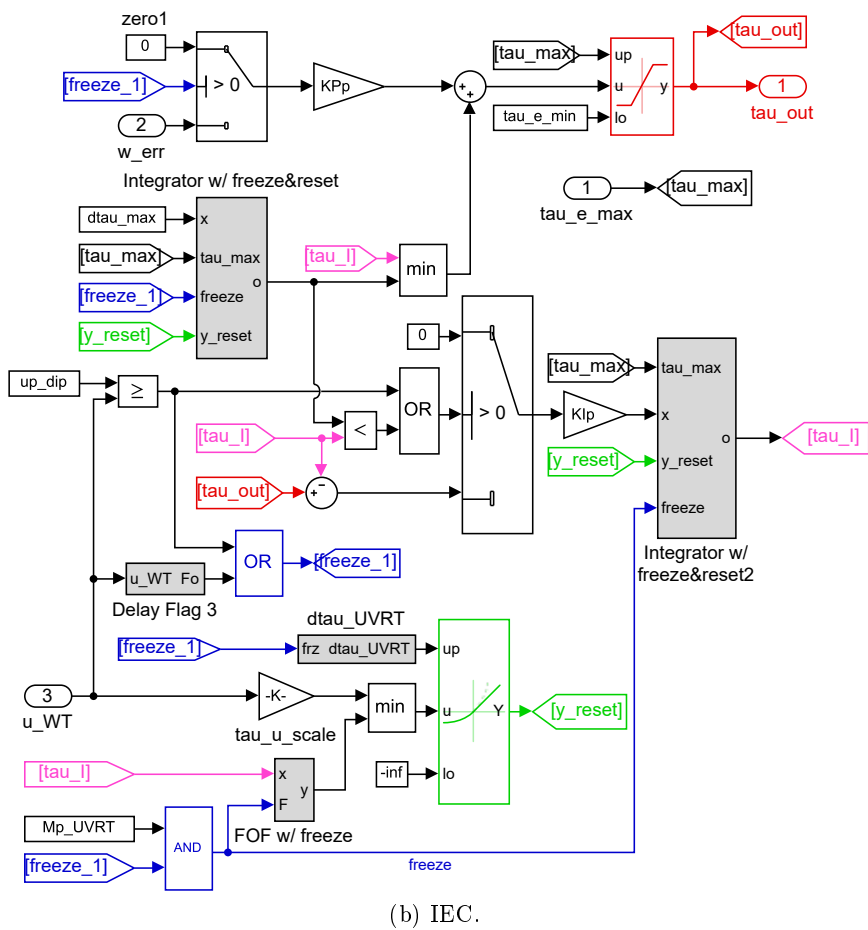 zero1
0
[freeze_1]
> 0
2
w_err
KPp
+
+
[tau_max]
tau_e_min
up
u
y
lo
[tau_out]
1
tau_out
1
tau_e_max
[tau_max]
Integrator w/ freeze&reset
dtau_max
[tau_max]
[freeze_1]
[y_reset]
x
tau_max
freeze
y_reset
o
[tau_I]
min
0
up_dip
≥
[tau_I]
<
OR
> 0
[tau_out]
+
−
KIp
[tau_max]
[y_reset]
tau_max
x
y_reset
freeze
o
[tau_I]
Integrator w/
freeze&reset2
OR
[freeze_1]
u_WT Fo
Delay Flag 3
dtau_UVRT
[freeze_1]
frz dtau_UVRT
3
u_WT
-K-
tau_u_scale
min
up
u
Y
lo
-inf
[y_reset]
[tau_I]
x
F
y
FOF w/ freeze
Mp_UVRT
[freeze_1]
AND
freeze
(b) IEC.